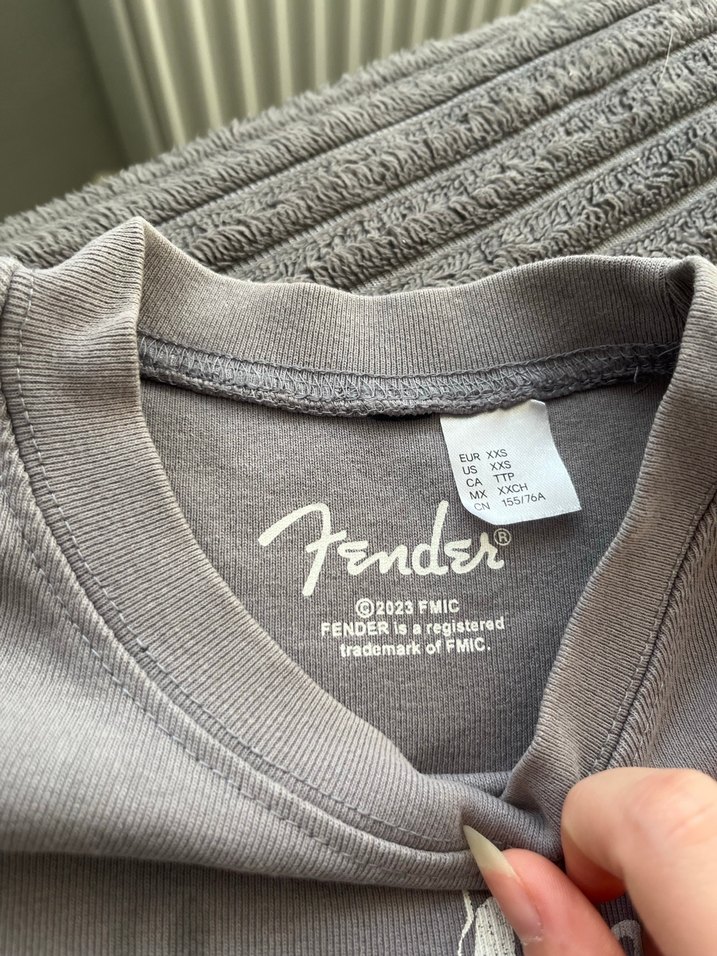 EUR XXS
US XXS
CA TTP
MX XXCH
CN 155/76A
Fender®
©2023 FMIC
FENDER is a registered
trademark of FMIC.